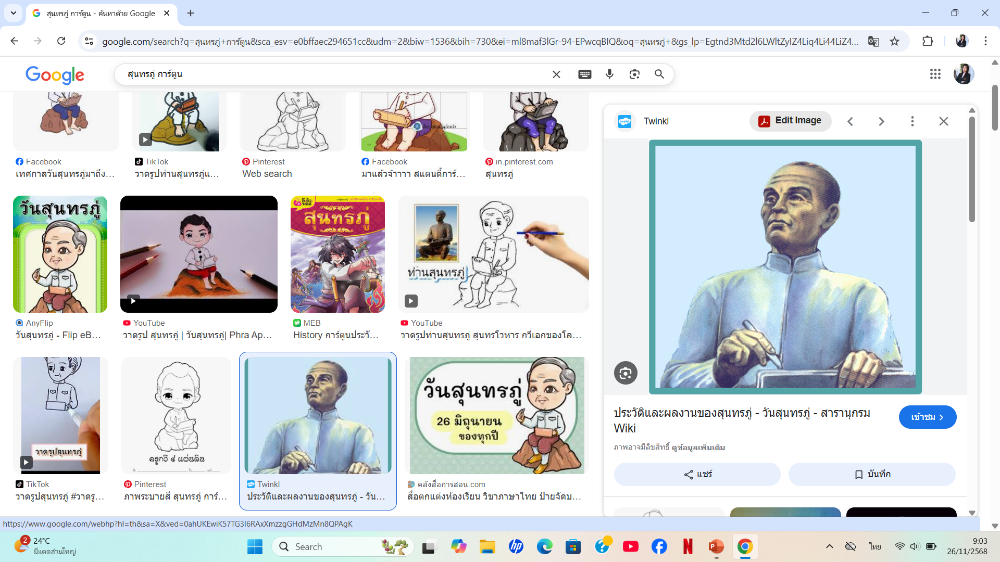 สุนทรภู่ การ์ตูน - ค้นหาด้วย Google
google.com/search?q=สุนทรภู่+การ์ตูน&sca_esv=e0bffaec294651cc&udm=2&biw=1536&bih=730&ei=ml8maf3lGr-94-EPwcqBIQ&oq=สุนทรภู่+&gs_lp=Egtnd3Mtd2l6LWltZyIZ4Liq4Li44LiZ4...
Google
สุนทรภู่ การ์ตูน
Facebook
เทศกาลวันสุนทรภู่มาถึง...
TikTok
วาดรูปท่านสุนทรภู่แ...
Pinterest
Web search
Facebook
มาแล้วจ้าาาา สแตนดี้การ์...
in.pinterest.com
สุนทรภู่
วันสุนทรภู่
AnyFlip
วันสุนทรภู่ - Flip eB...
YouTube
วาดรูป สุนทรภู่ | วันสุนทรภู่| Phra Ap...
สุนทรภู่
MEB
History การ์ตูนประวั...
ท่านสุนทรภู่
YouTube
วาดรูปท่านสุนทรภู่ สุนทรโวหาร กวีเอกของโล...
วาดรูปสุนทรภู่
TikTok
วาดรูปสุนทรภู่ #วาดรู...
ครูกวี ๔ แผ่นดิน
Pinterest
ภาพระบายสี สุนทรภู่ การ์...
Twinkl
ประวัติและผลงานของสุนทรภู่ - วัน...
วันสุนทรภู่
26 มิถุนายน
ของทุกปี
คลังสื่อการสอน.com
สื่อตกแต่งห้องเรียน วิชาภาษาไทย ป้ายจัดบ...
twinkl
Twinkl
Edit Image
ประวัติและผลงานของสุนทรภู่ - วันสุนทรภู่ - สารานุกรม
Wiki
เข้าชม
ภาพอาจมีลิขสิทธิ์ ดูข้อมูลเพิ่มเติม
แชร์
บันทึก
https://www.google.com/webhp?hl=th&sa=X&ved=0ahUKEwiK57TG3I6RAxXmzzgGHdMzMn8QPAgK
2
24°C
มีแดดส่วนใหญ่
Search
hp
N
P
ไทย
9:03
26/11/2568